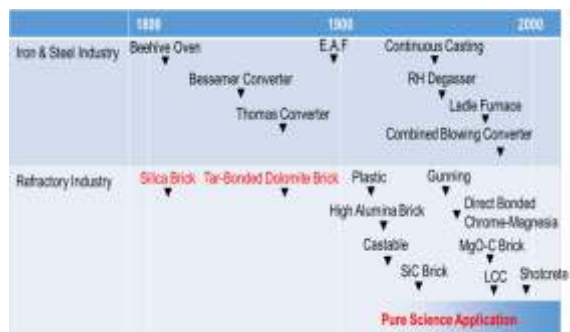 1800 1900 2000
Iron & Steel Industry
Beehive Oven
E.A.F
Continuous Casting
Bessemer Converter
RH Degasser
Thomas Converter
Ladle Furnace
Combined Blowing Converter
Refractory Industry
Silica Brick
Tar-Bonded Dolomite Brick
Plastic
Gunning
High Alumina Brick
Direct Bonded
Chrome-Magnesia
Castable
MgO-C Brick
SiC Brick
LCC
Shotcrete
Pure Science Application